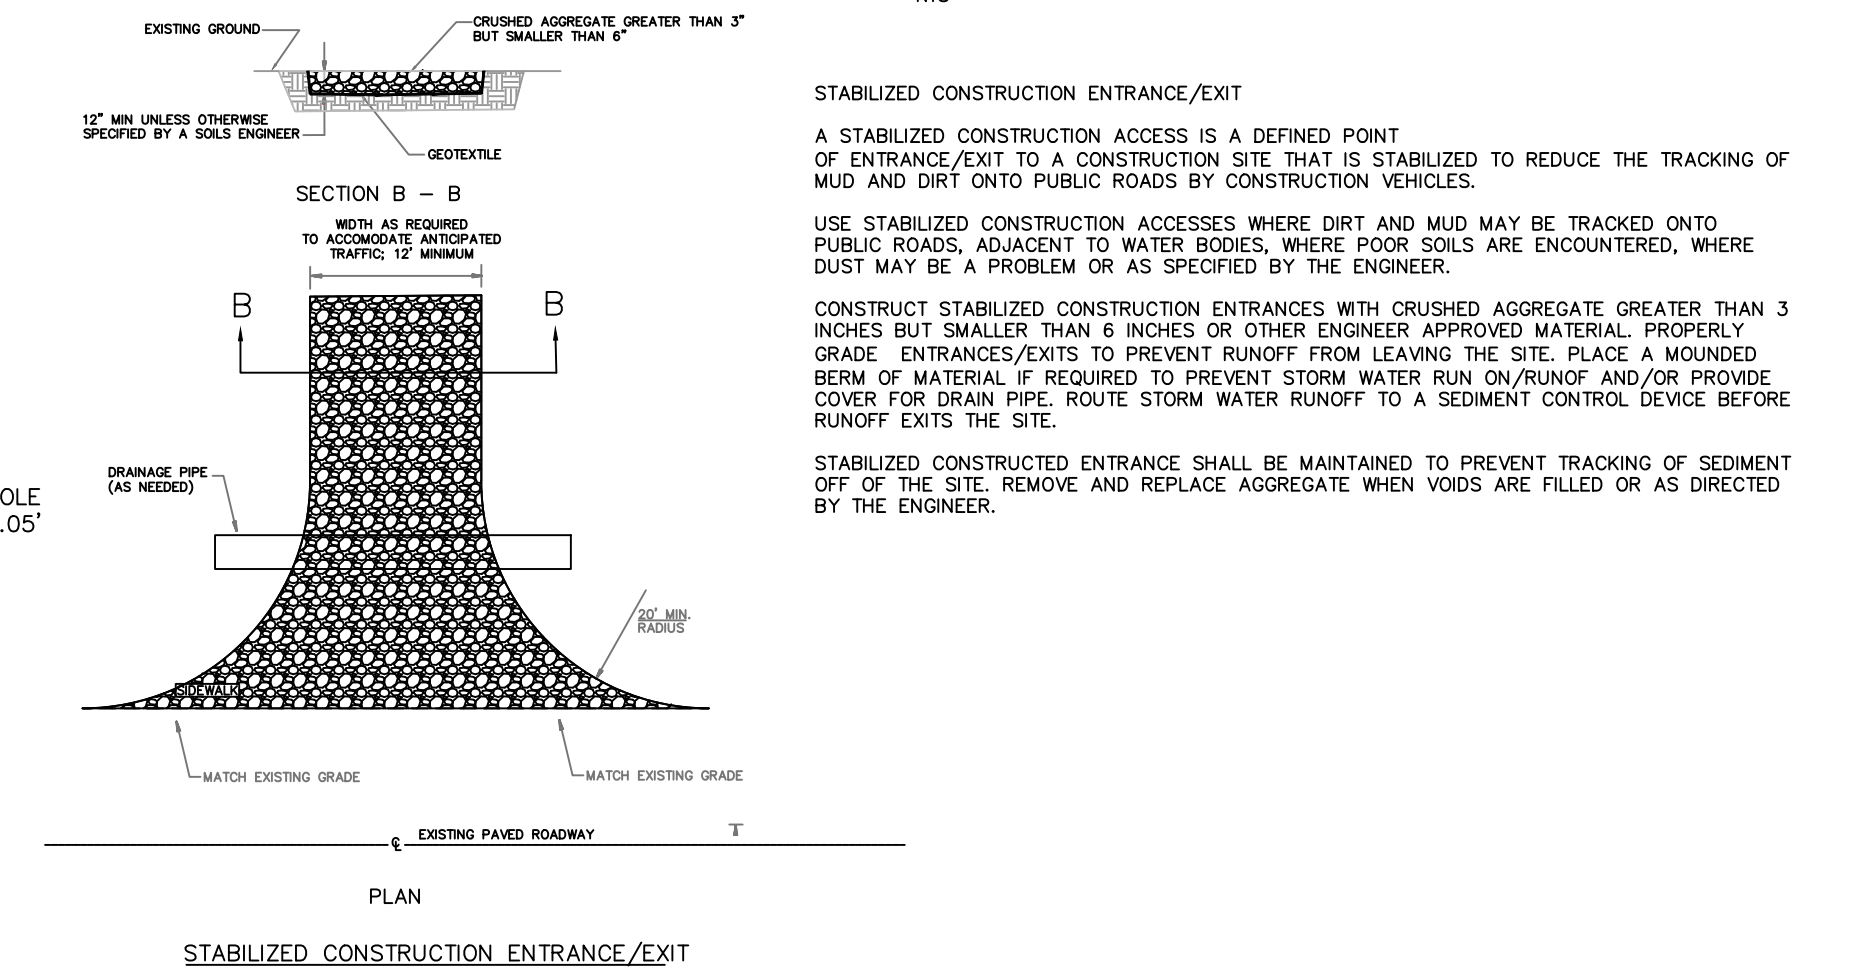 EXISTING GROUND
CRUSHED AGGREGATE GREATER THAN 3"
BUT SMALLER THAN 6"
12" MIN UNLESS OTHERWISE
SPECIFIED BY A SOILS ENGINEER
GEOTEXTILE
SECTION B - B
WIDTH AS REQUIRED
TO ACCOMODATE ANTICIPATED
TRAFFIC; 12' MINIMUM
B
B
DRAINAGE PIPE
(AS NEEDED)
OLE
.05'
20' MIN.
RADIUS
SIDEWALK
MATCH EXISTING GRADE
MATCH EXISTING GRADE
EXISTING PAVED ROADWAY
PLAN
STABILIZED CONSTRUCTION ENTRANCE/EXIT
STABILIZED CONSTRUCTION ENTRANCE/EXIT
A STABILIZED CONSTRUCTION ACCESS IS A DEFINED POINT
OF ENTRANCE/EXIT TO A CONSTRUCTION SITE THAT IS STABILIZED TO REDUCE THE TRACKING OF
MUD AND DIRT ONTO PUBLIC ROADS BY CONSTRUCTION VEHICLES.
USE STABILIZED CONSTRUCTION ACCESSES WHERE DIRT AND MUD MAY BE TRACKED ONTO
PUBLIC ROADS, ADJACENT TO WATER BODIES, WHERE POOR SOILS ARE ENCOUNTERED, WHERE
DUST MAY BE A PROBLEM OR AS SPECIFIED BY THE ENGINEER.
CONSTRUCT STABILIZED CONSTRUCTION ENTRANCES WITH CRUSHED AGGREGATE GREATER THAN 3
INCHES BUT SMALLER THAN 6 INCHES OR OTHER ENGINEER APPROVED MATERIAL. PROPERLY
GRADE ENTRANCES/EXITS TO PREVENT RUNOFF FROM LEAVING THE SITE. PLACE A MOUNDED
BERM OF MATERIAL IF REQUIRED TO PREVENT STORM WATER RUN ON/RUNOF AND/OR PROVIDE
COVER FOR DRAIN PIPE. ROUTE STORM WATER RUNOFF TO A SEDIMENT CONTROL DEVICE BEFORE
RUNOFF EXITS THE SITE.
STABILIZED CONSTRUCTED ENTRANCE SHALL BE MAINTAINED TO PREVENT TRACKING OF SEDIMENT
OFF OF THE SITE. REMOVE AND REPLACE AGGREGATE WHEN VOIDS ARE FILLED OR AS DIRECTED
BY THE ENGINEER.